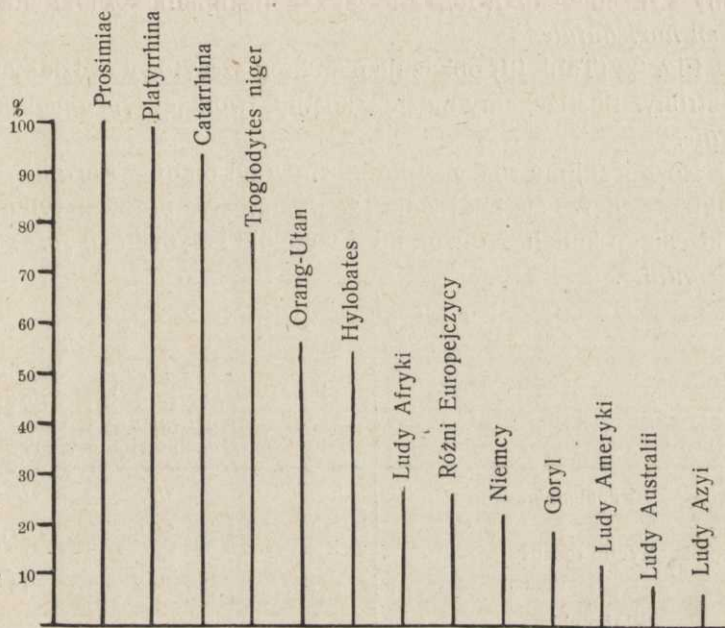 %
100
90
80
70
60
50
40
30
20
10
Prosimiae
Platyrrhina
Catarrhina
Troglodytes niger
Orang-Utan
Hylobates
Ludy Afryki
Różni Europejczycy
Niemcy
Goryl
Ludy Ameryki
Ludy Australii
Ludy Azyi